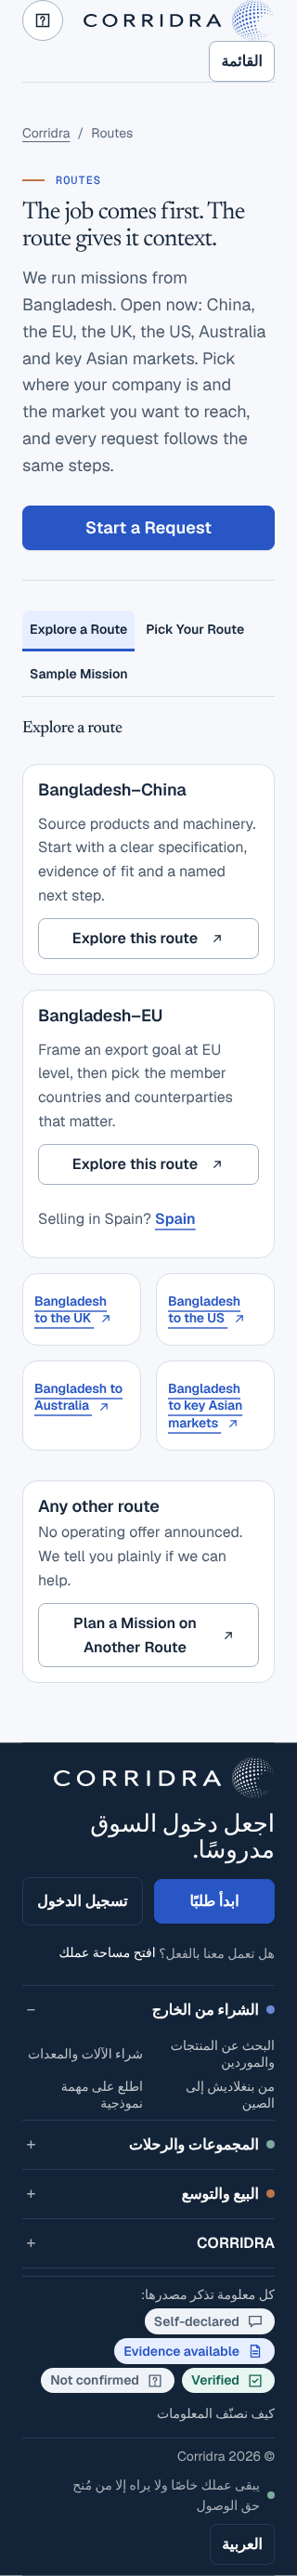 CORRIDRA
القائمة
Corridra / Routes
ROUTES
The job comes first. The
route gives it context.
We run missions from
Bangladesh. Open now: China,
the EU, the UK, the US, Australia
and key Asian markets. Pick
where your company is and
the market you want to reach,
and every request follows the
same steps.
Start a Request
Explore a Route
Pick Your Route
Sample Mission
Explore a route
Bangladesh–China
Source products and machinery.
Start with a clear specification,
evidence of fit and a named
next step.
Explore this route ↗
Bangladesh–EU
Frame an export goal at EU
level, then pick the member
countries and counterparties
that matter.
Explore this route ↗
Selling in Spain? Spain
Bangladesh
to the UK ↗
Bangladesh
to the US ↗
Bangladesh to
Australia ↗
Bangladesh
to key Asian
markets ↗
Any other route
No operating offer announced.
We tell you plainly if we can
help.
Plan a Mission on
Another Route ↗
CORRIDRA
اجعل دخول السوق
مدروسًا.
ابدأ طلبًا
تسجيل الدخول
هل تعمل معنا بالفعل؟ افتح مساحة عملك
الشراء من الخارج −
البحث عن المنتجات
والموردين
شراء الآلات والمعدات
من بنغلاديش إلى
الصين
اطلع على مهمة
نموذجية
المجموعات والرحلات +
البيع والتوسع +
CORRIDRA +
كل معلومة تذكر مصدرها:
Self-declared
Evidence available
Verified
Not confirmed
كيف نصنّف المعلومات
© 2026 Corridra
يبقى عملك خاصًا ولا يراه إلا من مُنح
حق الوصول
العربية